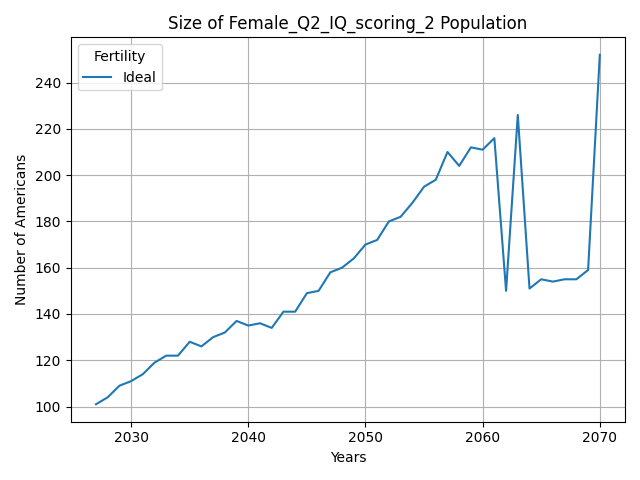 Size of Female_Q2_IQ_scoring_2 Population
Fertility
Ideal
Number of Americans
240
220
200
180
160
140
120
100
2030 2040 2050 2060 2070
Years